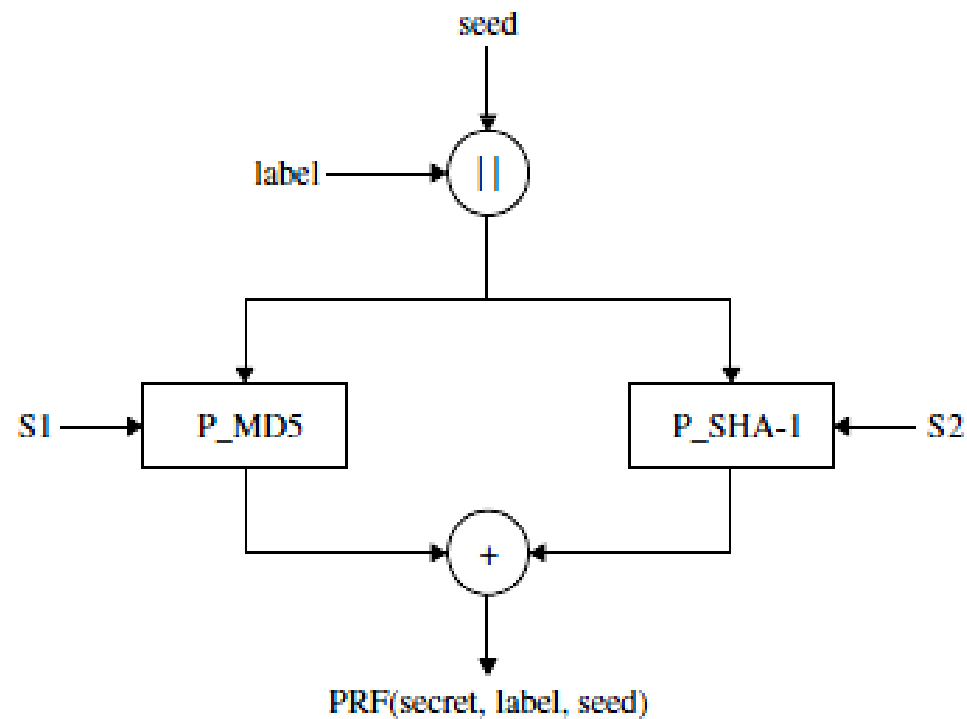 seed
label
||
S1
P_MD5
P_SHA-1
S2
+
PRF(secret, label, seed)